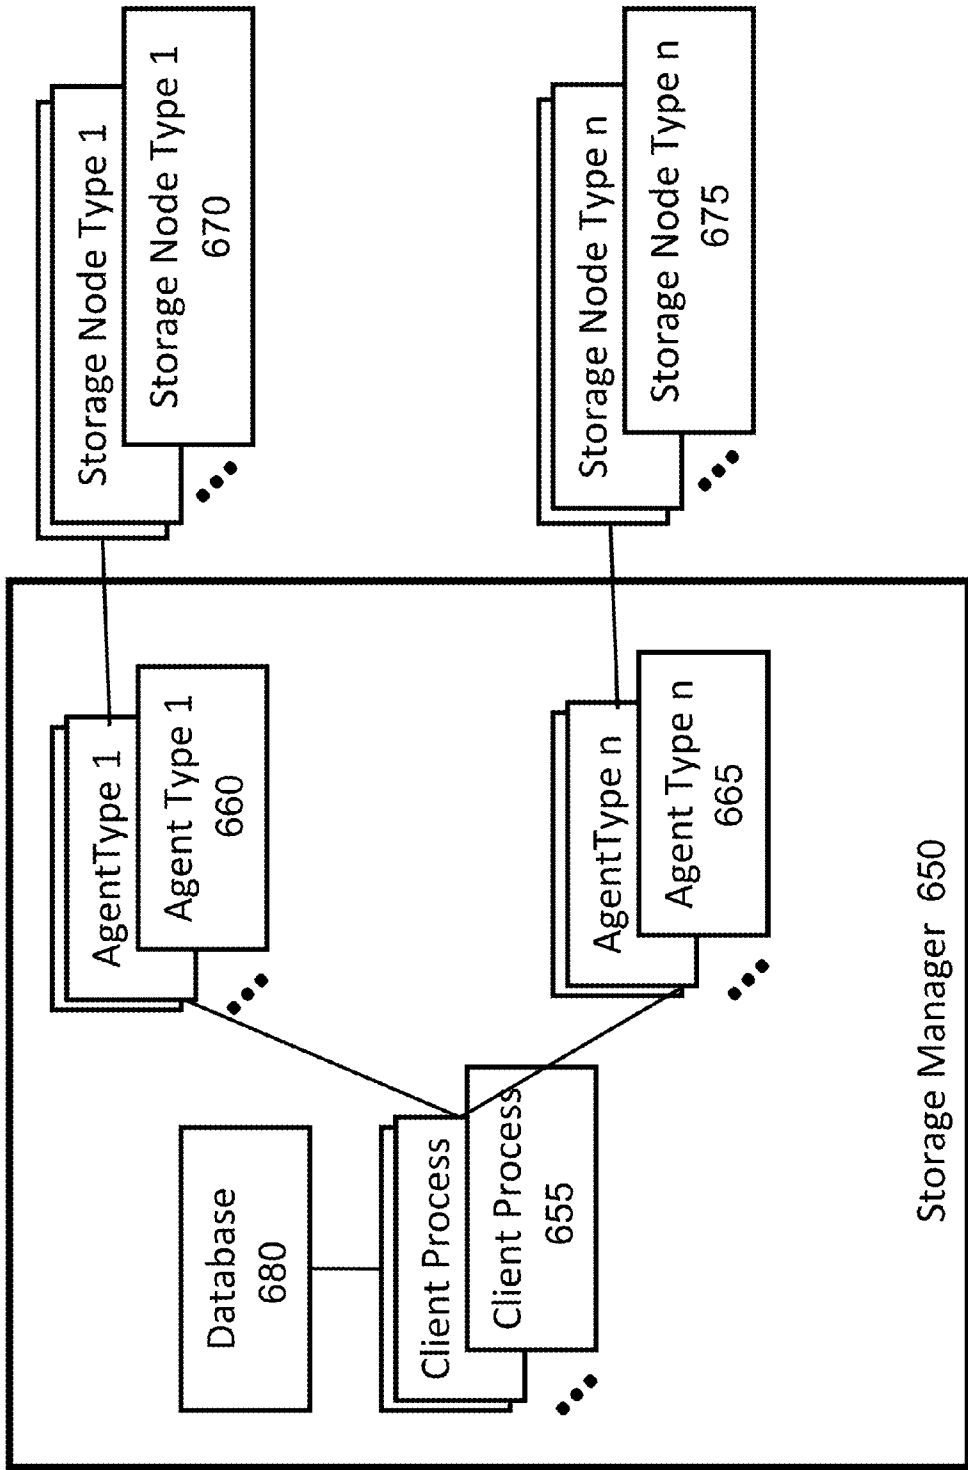 Database
680
Client Process
Client Process
655
AgentType 1
Agent Type 1
660
AgentType n
Agent Type n
665
Storage Manager 650
Storage Node Type 1
Storage Node Type 1
670
Storage Node Type n
Storage Node Type n
675